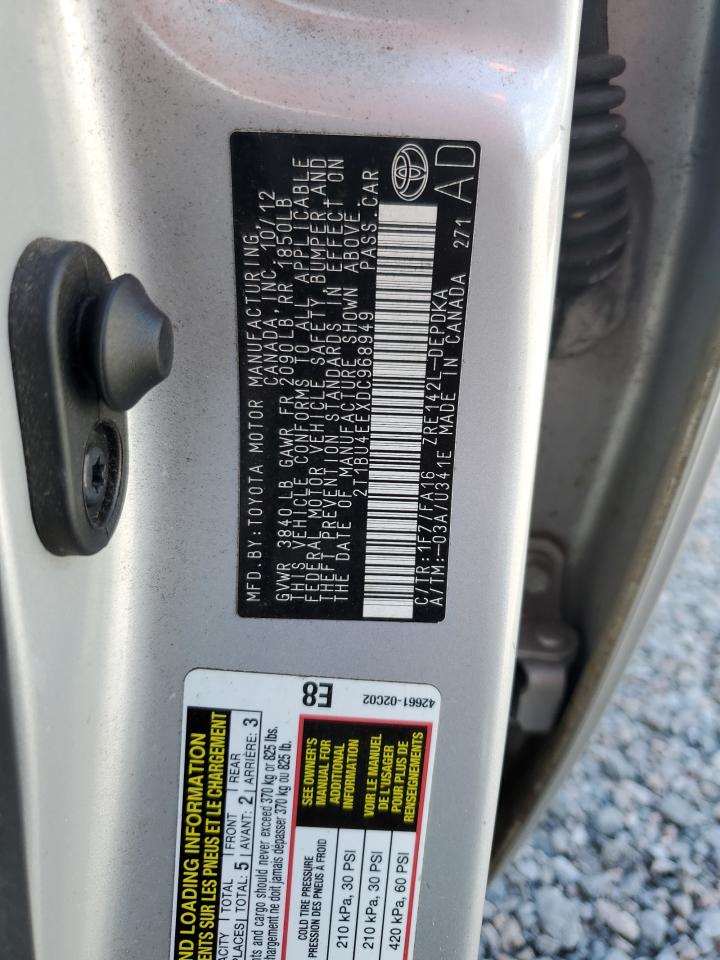 MFD. BY: TOYOTA MOTOR MANUFACTURING
CANADA, INC. 10/12
GVWR 3840 LB GAWR FR 2090 LB, RR 1850LB
THIS VEHICLE CONFORMS TO ALL APPLICABLE
FEDERAL MOTOR VEHICLE SAFETY, BUMPER AND
THEFT PREVENTION STANDARDS IN EFFECT ON
THE DATE OF MANUFACTURE SHOWN ABOVE.
2T1BU4EEXDC968949 PASS. CAR
C/TR: 1F7/FA16 ZRE142L-DEPDKA
A/TM: -03A/U341E MADE IN CANADA 271
AD
ND LOADING INFORMATION
ENTS SUR LES PNEUS ET LE CHARGEMENT
E8
42661-02C02
ACITY TOTAL FRONT REAR
PLACES TOTAL: 5 AVANT: 2 ARRIÈRE: 3
nts and cargo should never exceed 370 kg or 825 lbs.
hargement ne doit jamais dépasser 370 kg ou 825 lb.
COLD TIRE PRESSURE
PRESSION DES PNEUS À FROID
210 kPa, 30 PSI
210 kPa, 30 PSI
420 kPa, 60 PSI
SEE OWNER'S
MANUAL FOR
ADDITIONAL
INFORMATION
VOIR LE MANUEL
DE L'USAGER
POUR PLUS DE
RENSEIGNEMENTS